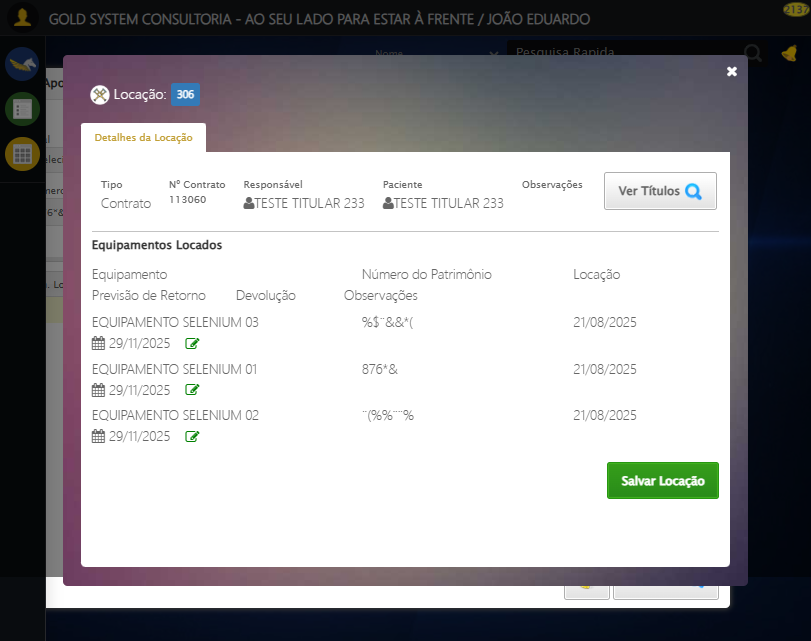 GOLD SYSTEM CONSULTORIA - AO SEU LADO PARA ESTAR À FRENTE / JOÃO EDUARDO
2137
Nome
Pesquisa Rapida
Locação: 306
Detalhes da Locação
Tipo Nº Contrato Responsável Paciente Observações
Contrato 113060 TESTE TITULAR 233 TESTE TITULAR 233
Ver Títulos
Equipamentos Locados
Equipamento Número do Patrimônio Locação
Previsão de Retorno Devolução Observações
EQUIPAMENTO SELENIUM 03 %$¨&&*( 21/08/2025
29/11/2025
EQUIPAMENTO SELENIUM 01 876*& 21/08/2025
29/11/2025
EQUIPAMENTO SELENIUM 02 ¨(%%¨¨% 21/08/2025
29/11/2025
Salvar Locação